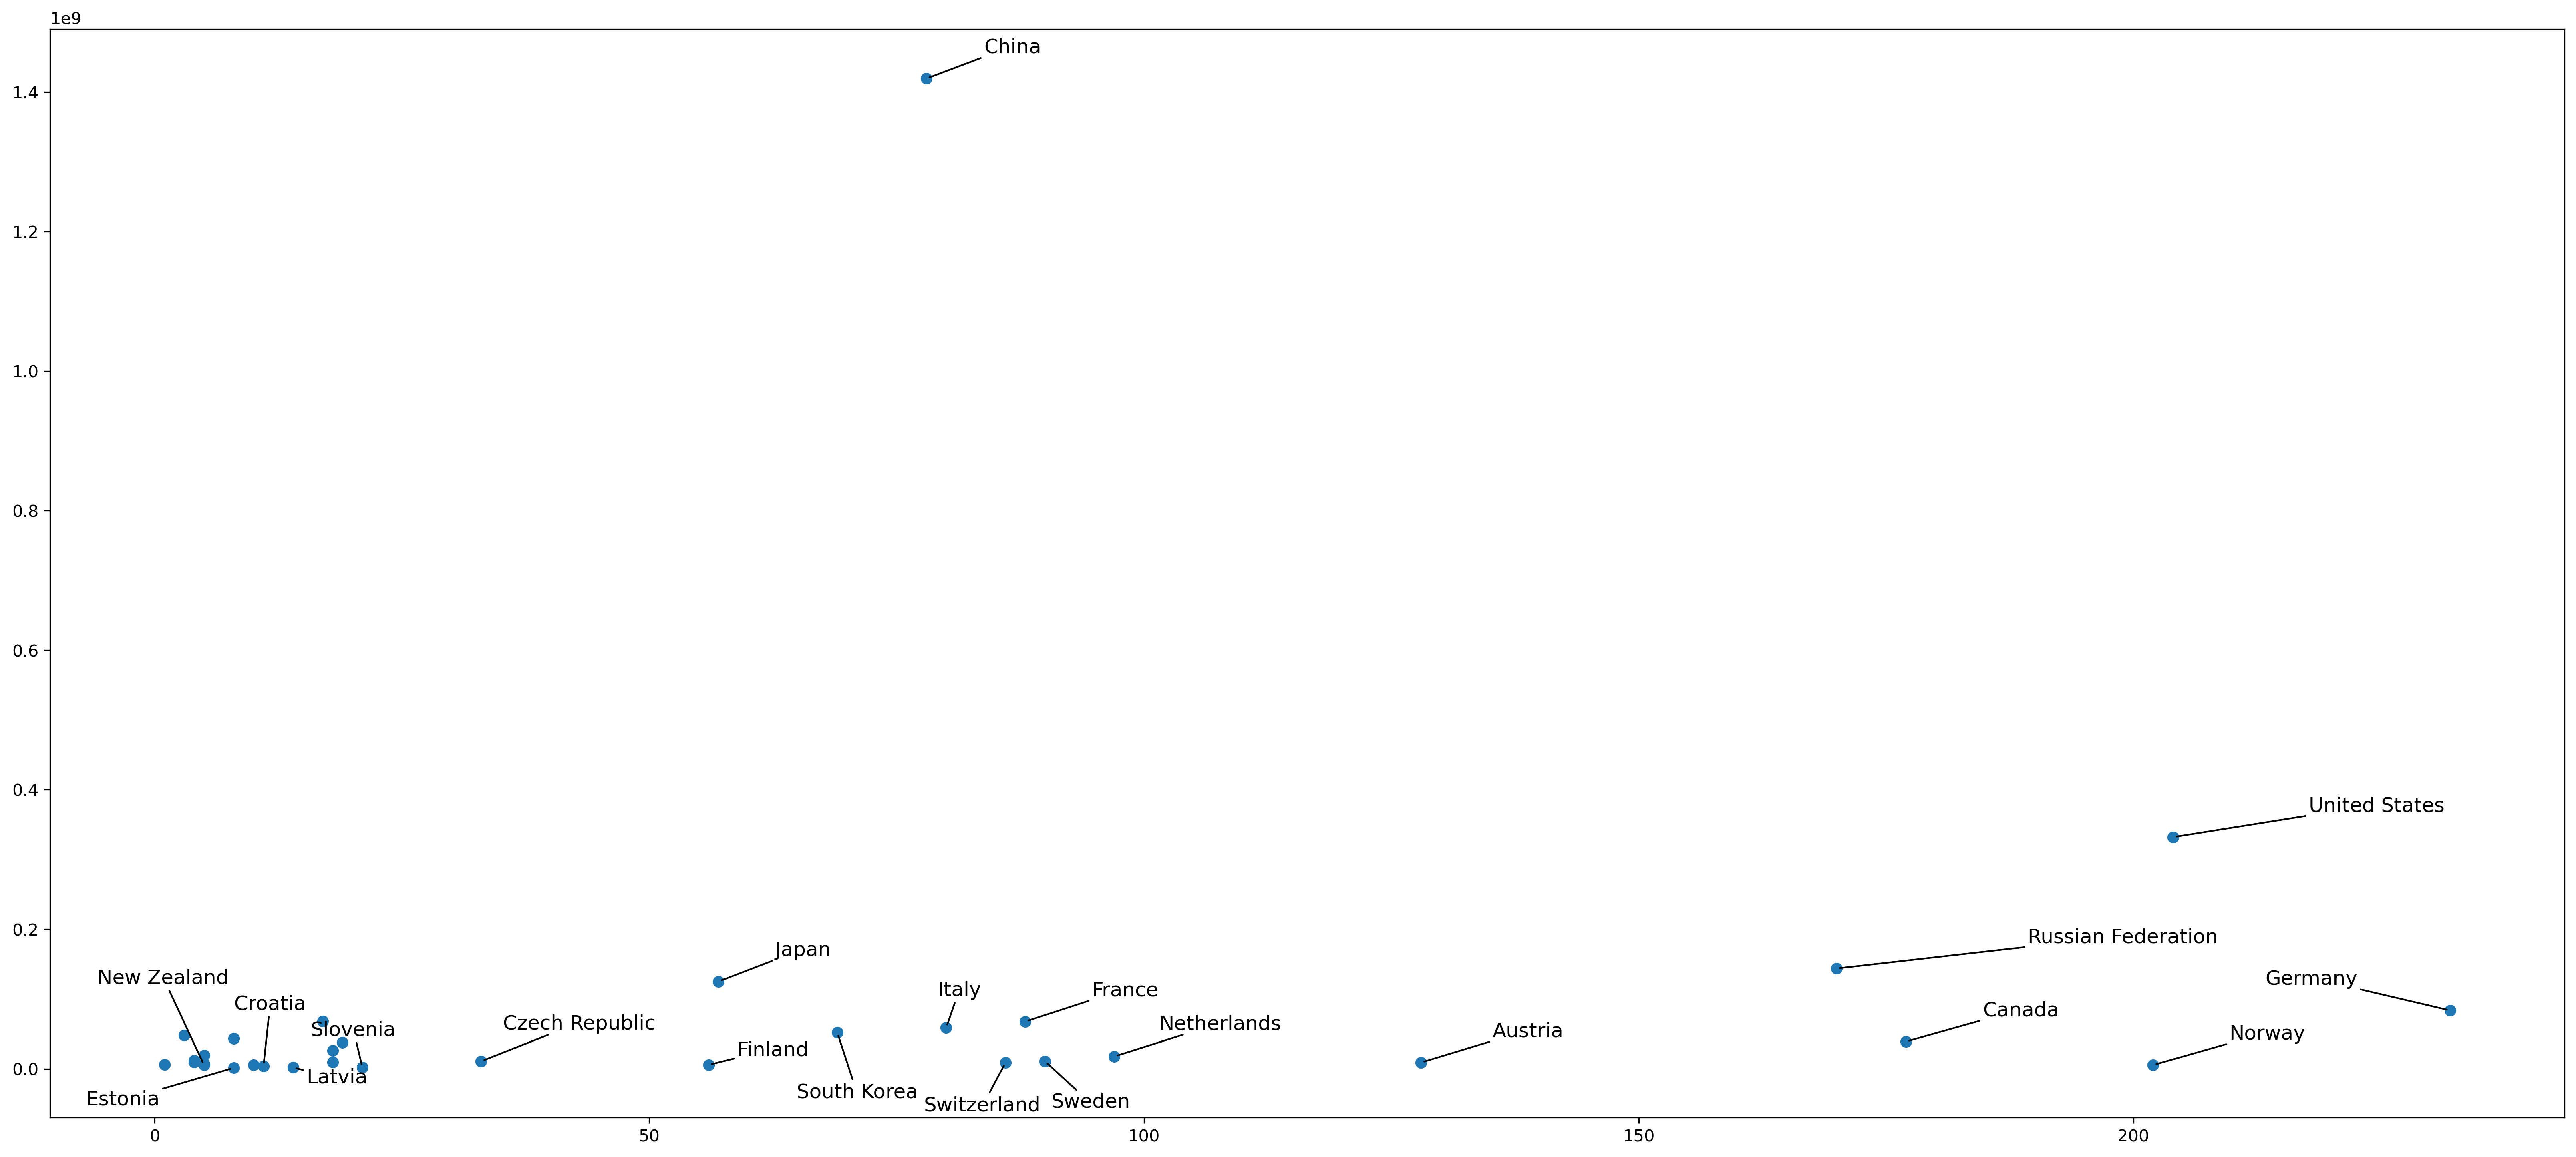 1e9
China
1.4
1.2
1.0
0.8
0.6
0.4
United States
0.2
Russian Federation
Japan
Germany
New Zealand
Italy
France
Croatia
Canada
Czech Republic
Netherlands
Slovenia
Austria
Norway
Finland
0.0
Latvia
South Korea
Estonia
Switzerland
Sweden
0
50
100
150
200